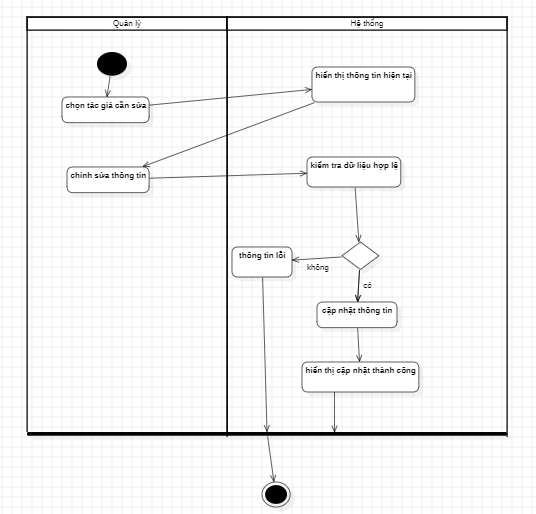 Quản lý
Hệ thống
hiển thị thông tin hiện tại
chọn tác giả cần sửa
kiểm tra dữ liệu hợp lệ
chỉnh sửa thông tin
thông tin lỗi
không
có
cập nhật thông tin
hiển thị cập nhật thành công